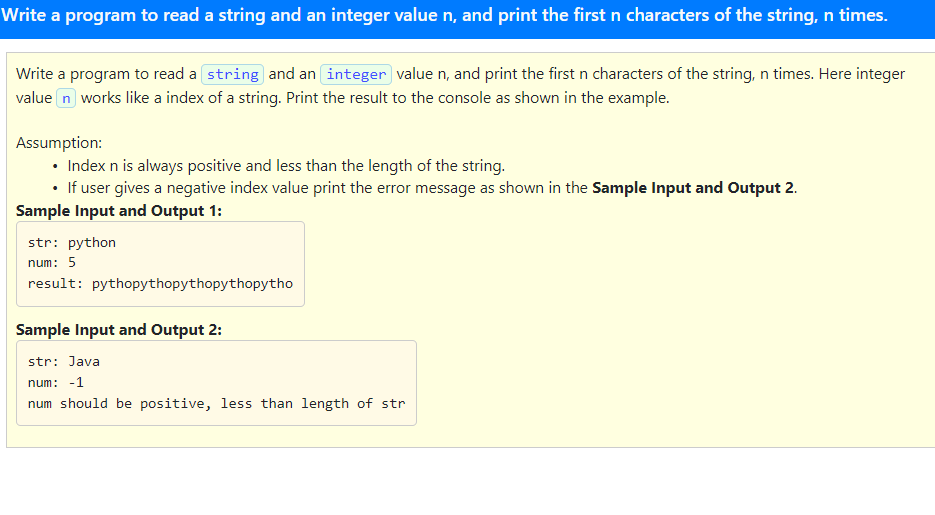 Write a program to read a string and an integer value n, and print the first n characters of the string, n times.
Write a program to read a string and an integer value n, and print the first n characters of the string, n times. Here integer
value n works like a index of a string. Print the result to the console as shown in the example.
Assumption:
• Index n is always positive and less than the length of the string.
• If user gives a negative index value print the error message as shown in the Sample Input and Output 2.
Sample Input and Output 1:
str: python
num: 5
result: pythopythopythopythopytho
Sample Input and Output 2:
str: Java
num: -1
num should be positive, less than length of str